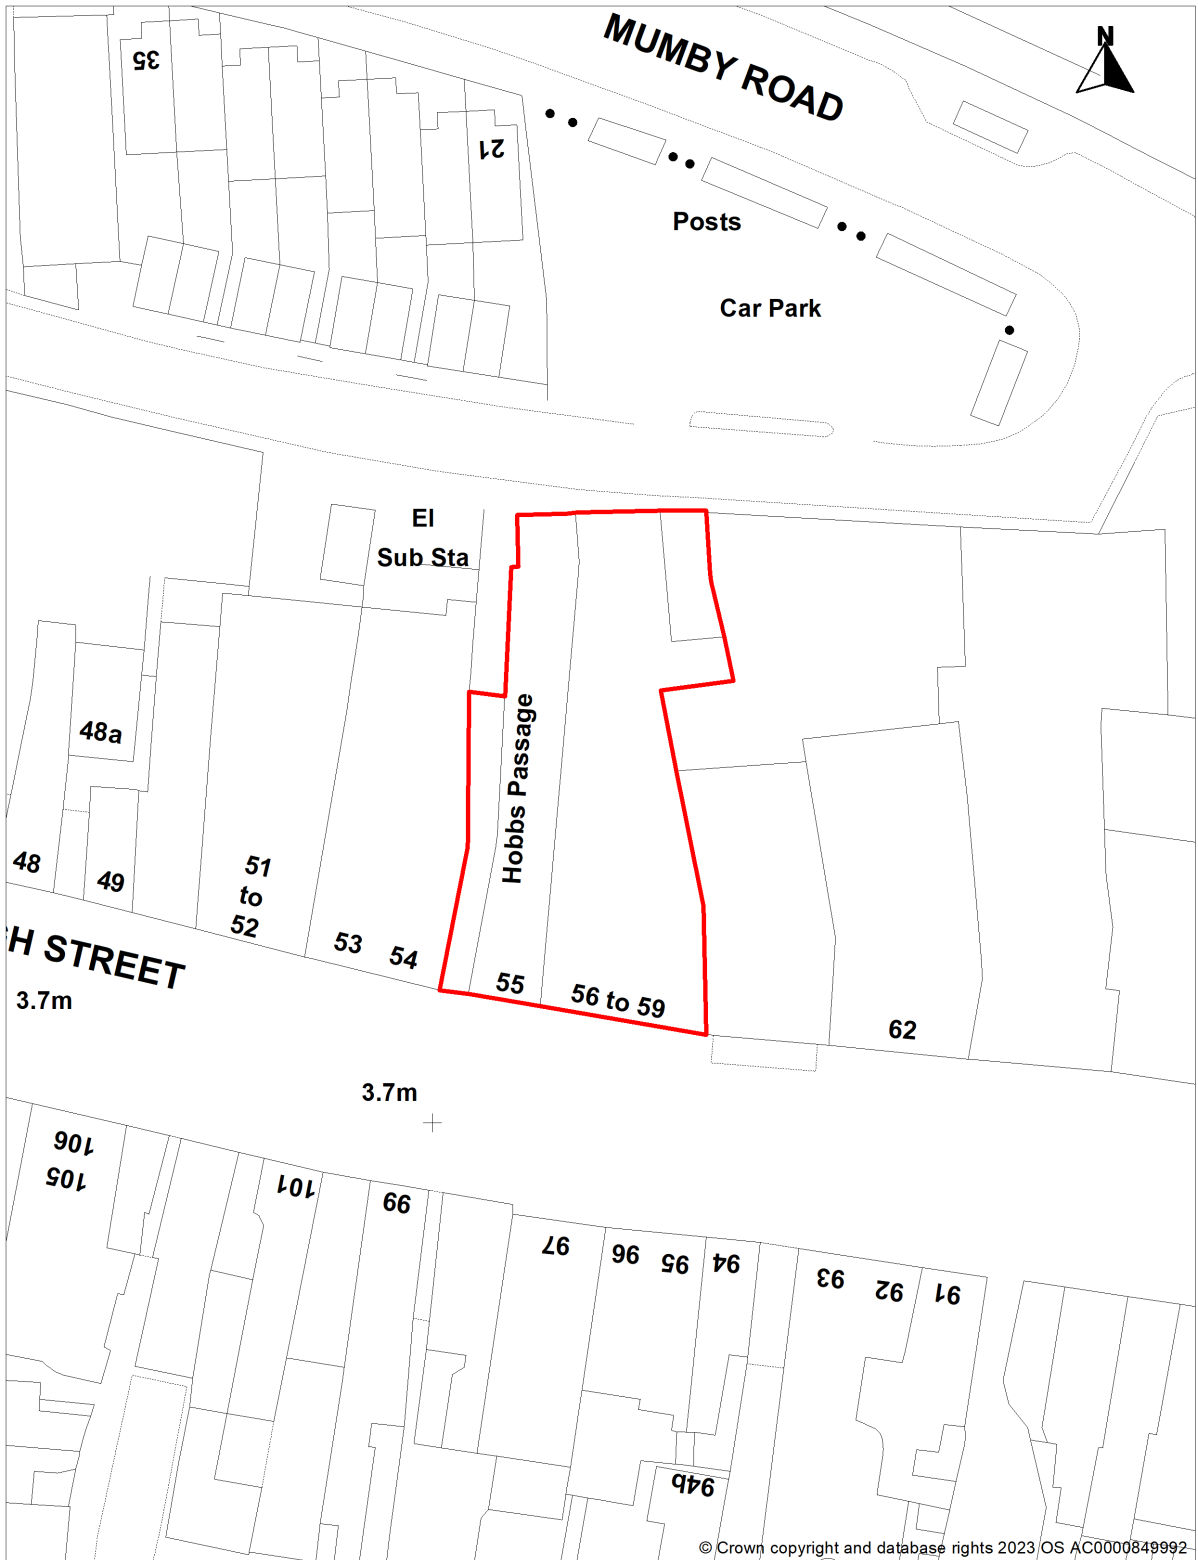 MUMBY ROAD
N
35
21
Posts
Car Park
El
Sub Sta
Hobbs Passage
48a
48
49
51
to
52
53
54
55
56 to 59
62
GH STREET
3.7m
3.7m
106
105
101
99
97
96
95
94
93
92
91
94b
© Crown copyright and database rights 2023 OS AC0000849992